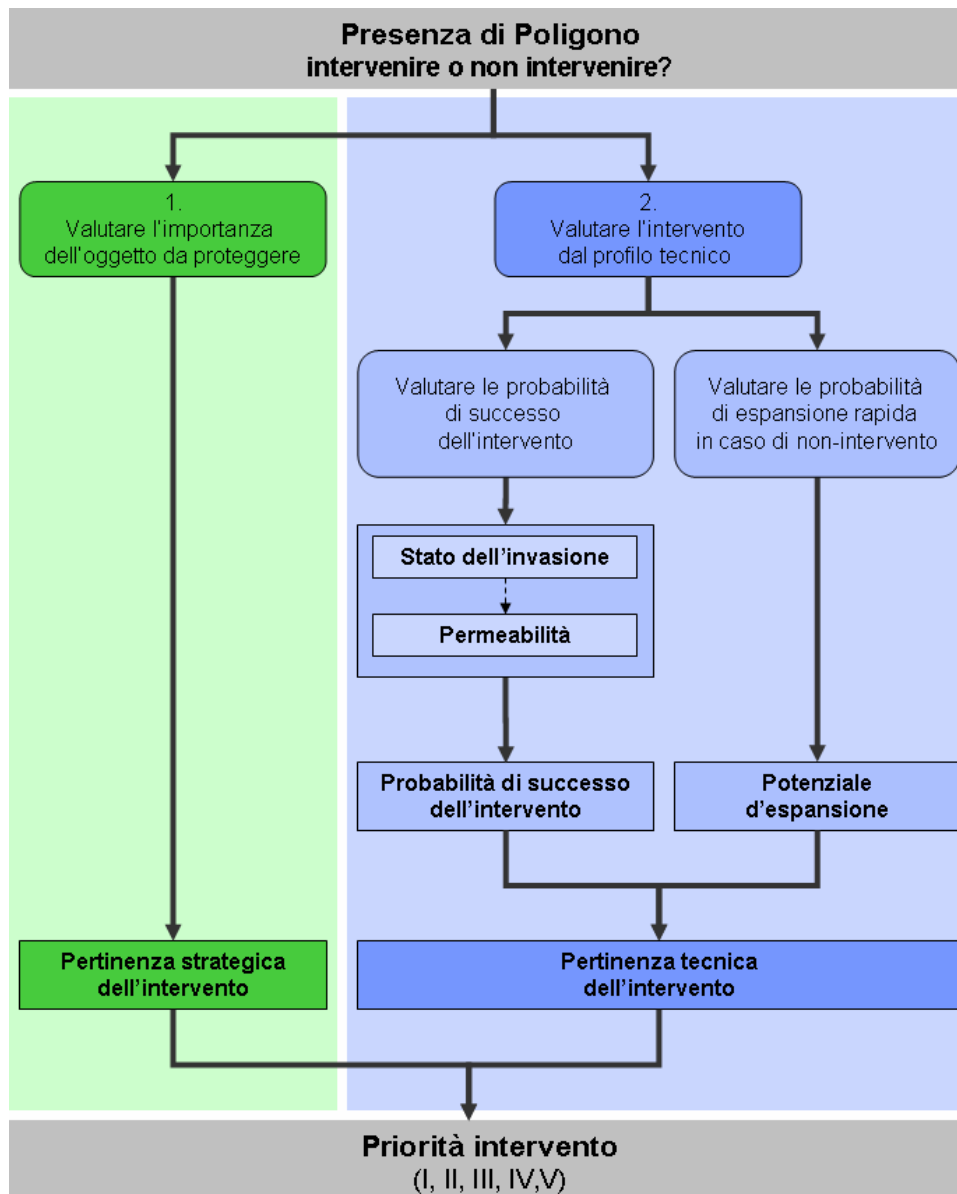 Presenza di Poligono
intervenire o non intervenire?
1.
Valutare l'importanza
dell'oggetto da proteggere
2.
Valutare l'intervento
dal profilo tecnico
Valutare le probabilità
di successo
dell'intervento
Valutare le probabilità
di espansione rapida
in caso di non-intervento
Stato dell'invasione
Permeabilità
Probabilità di successo
dell'intervento
Potenziale
d'espansione
Pertinenza strategica
dell'intervento
Pertinenza tecnica
dell'intervento
Priorità intervento
(I, II, III, IV,V)